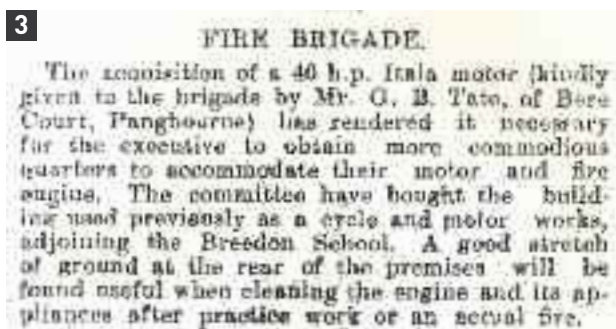 3
FIRE BRIGADE.
The acquisition of a 40 h.p. Itala motor (kindly
given to the brigade by Mr. G. B. Tate, of Bere
Court, Pangbourne) has rendered it necessary
for the executive to obtain more commodious
quarters to accommodate their motor and fire
engine. The committee have bought the build-
ing used previously as a cycle and motor works,
adjoining the Breedon School. A good stretch
of ground at the rear of the premises will be
found useful when cleaning the engine and its ap-
pliances after practice work or an actual fire.